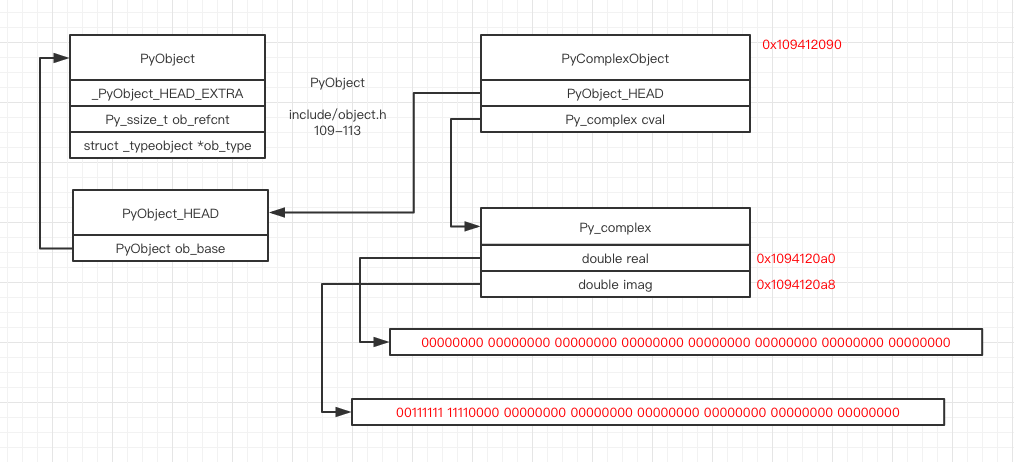 PyObject
_PyObject_HEAD_EXTRA
Py_ssize_t ob_refcnt
struct _typeobject *ob_type
PyObject
include/object.h
109-113
PyComplexObject
0x109412090
PyObject_HEAD
Py_complex cval
PyObject_HEAD
PyObject ob_base
Py_complex
double real
0x1094120a0
double imag
0x1094120a8
00000000 00000000 00000000 00000000 00000000 00000000 00000000 00000000
00111111 11110000 00000000 00000000 00000000 00000000 00000000 00000000